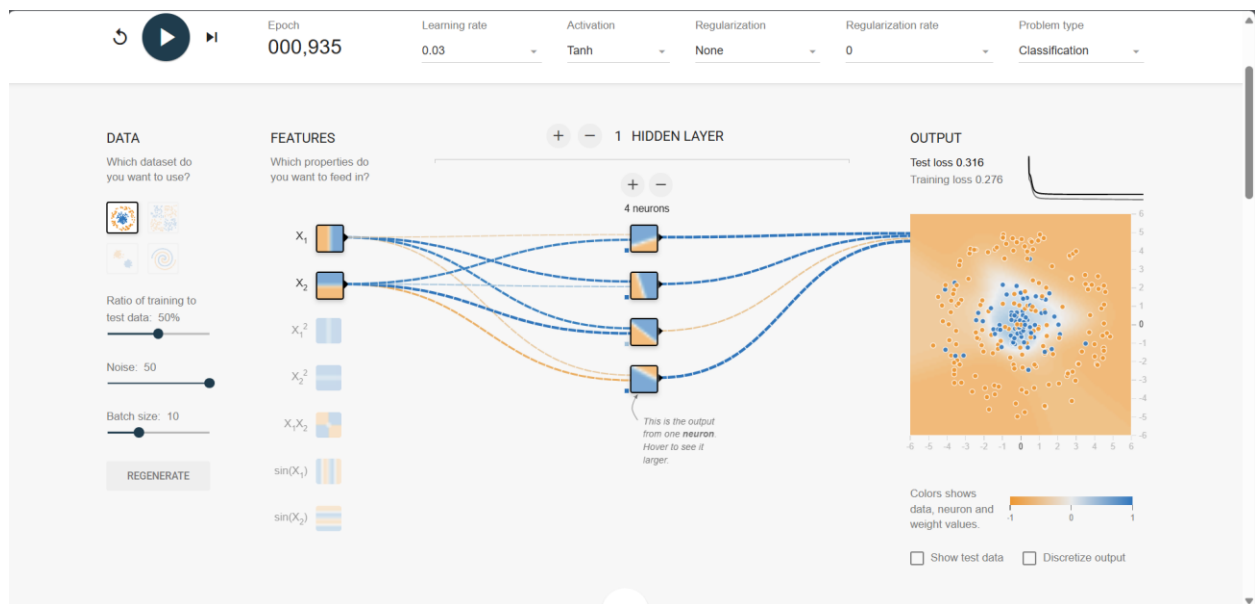 Epoch
000,935
Learning rate
0.03
Activation
Tanh
Regularization
None
Regularization rate
0
Problem type
Classification
DATA
Which dataset do
you want to use?
Ratio of training to
test data: 50%
Noise: 50
Batch size: 10
REGENERATE
FEATURES
Which properties do
you want to feed in?
X1
X2
X1²
X2²
X1X2
sin(X1)
sin(X2)
+ − 1 HIDDEN LAYER
+ −
4 neurons
This is the output
from one neuron.
Hover to see it
larger.
OUTPUT
Test loss 0.316
Training loss 0.276
6
5
4
3
2
1
0
-1
-2
-3
-4
-5
-6
-6 -5 -4 -3 -2 -1 0 1 2 3 4 5 6
Colors shows
data, neuron and
weight values.
-1 0 1
Show test data
Discretize output